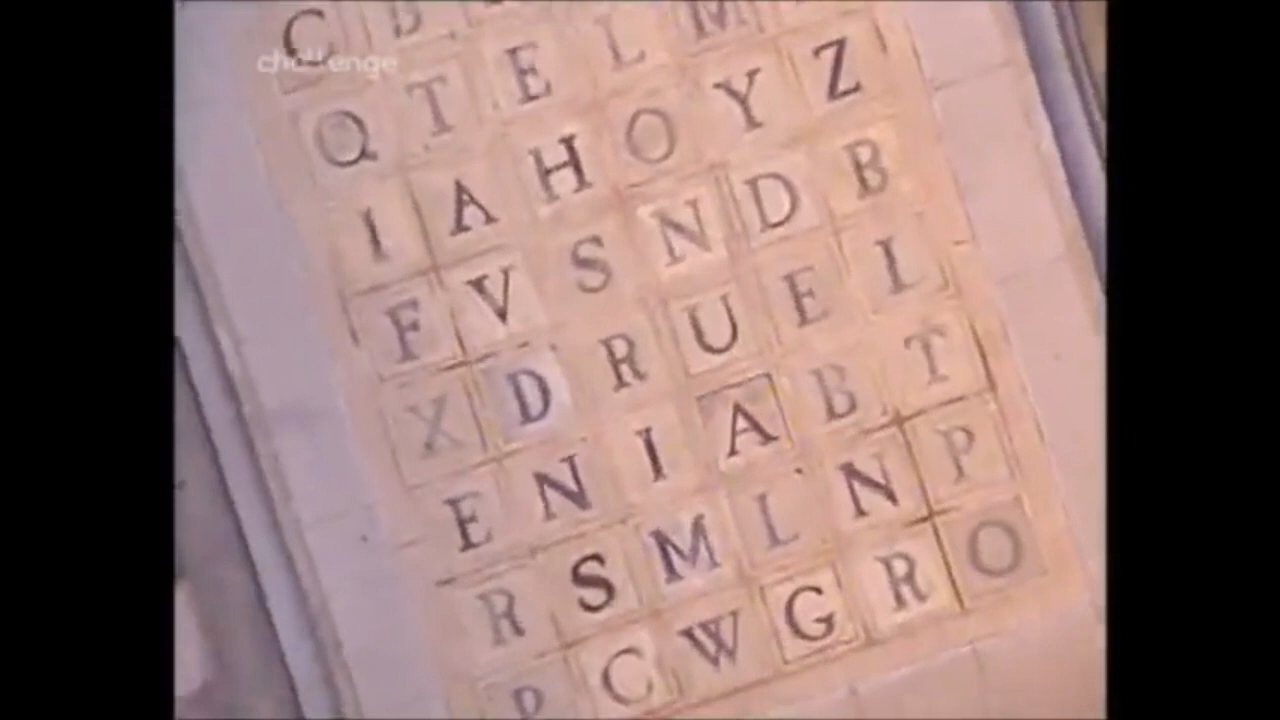 challenge
C B
Q T E L M
I A H O Y Z
F V S N D B
X D R U E L
E N I A B T
R S M L N P
C W G R O